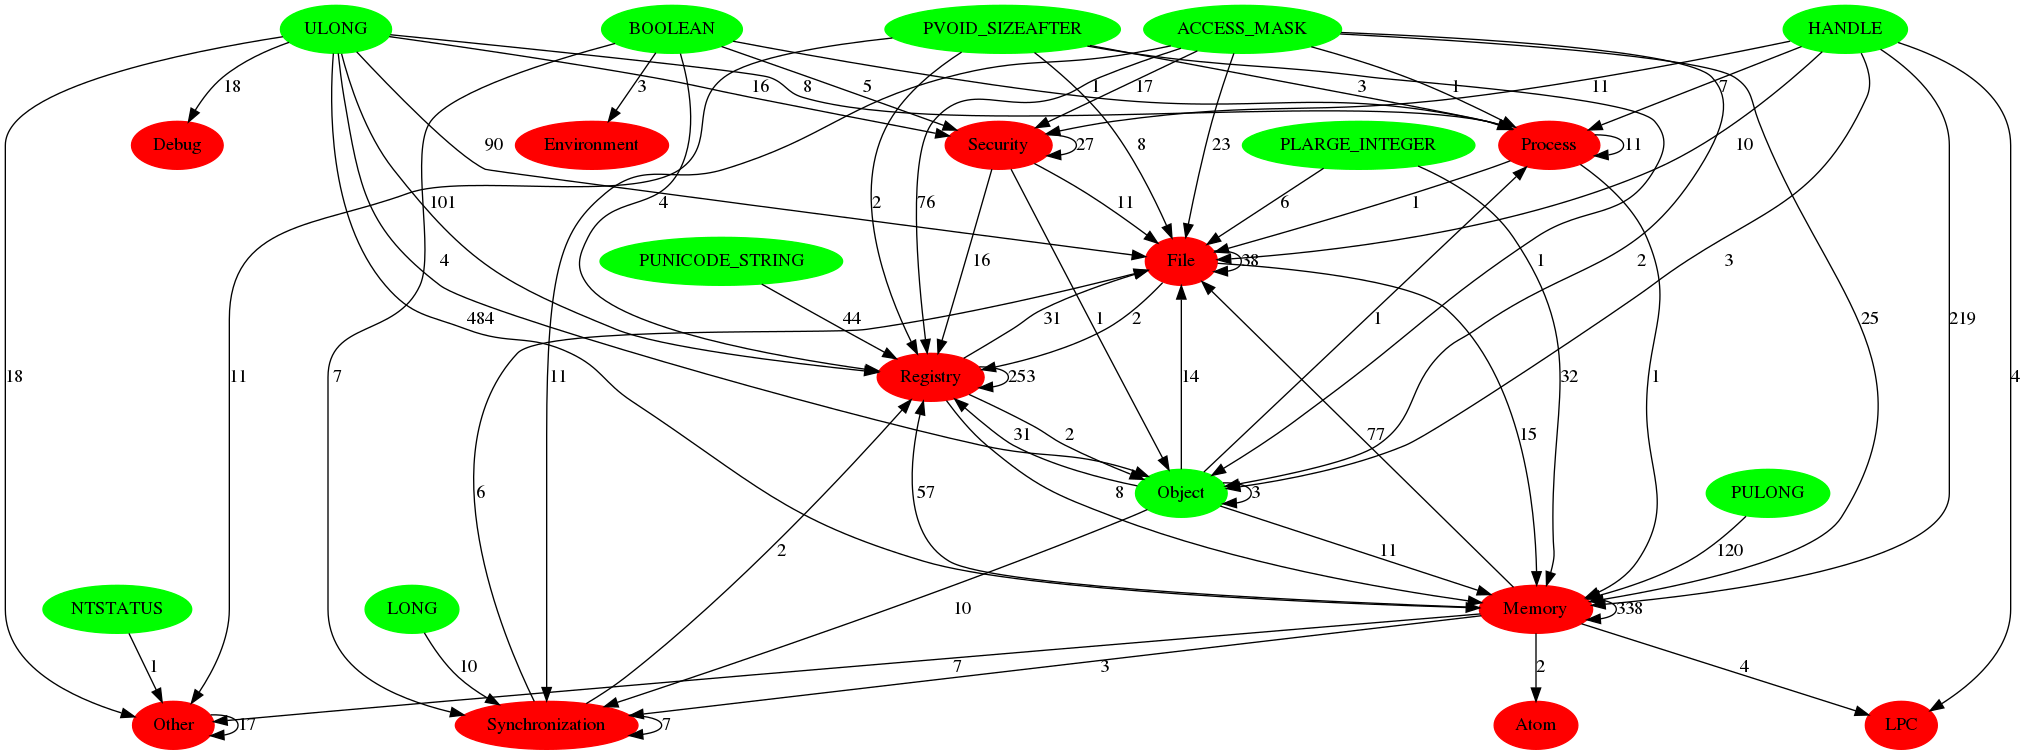 ULONG BOOLEAN PVOID_SIZEAFTER ACCESS_MASK HANDLE
18 3 16 8 5 1 17 3 1 11 7
Debug Environment 90 Security 27 8 23 PLARGE_INTEGER Process 11 10
101 4 2 76 11 6 1
4 PUNICODE_STRING 16 File 38 1 2 3
484 44 31 1 2 25 219
18 11 7 11 Registry 253 14 32 1 4
31 2 77 15
6 57 8 Object 3 PULONG
2 11 120
NTSTATUS LONG 10 Memory 338
1 10 7 3 2 4
Other 17 Synchronization 7 Atom LPC